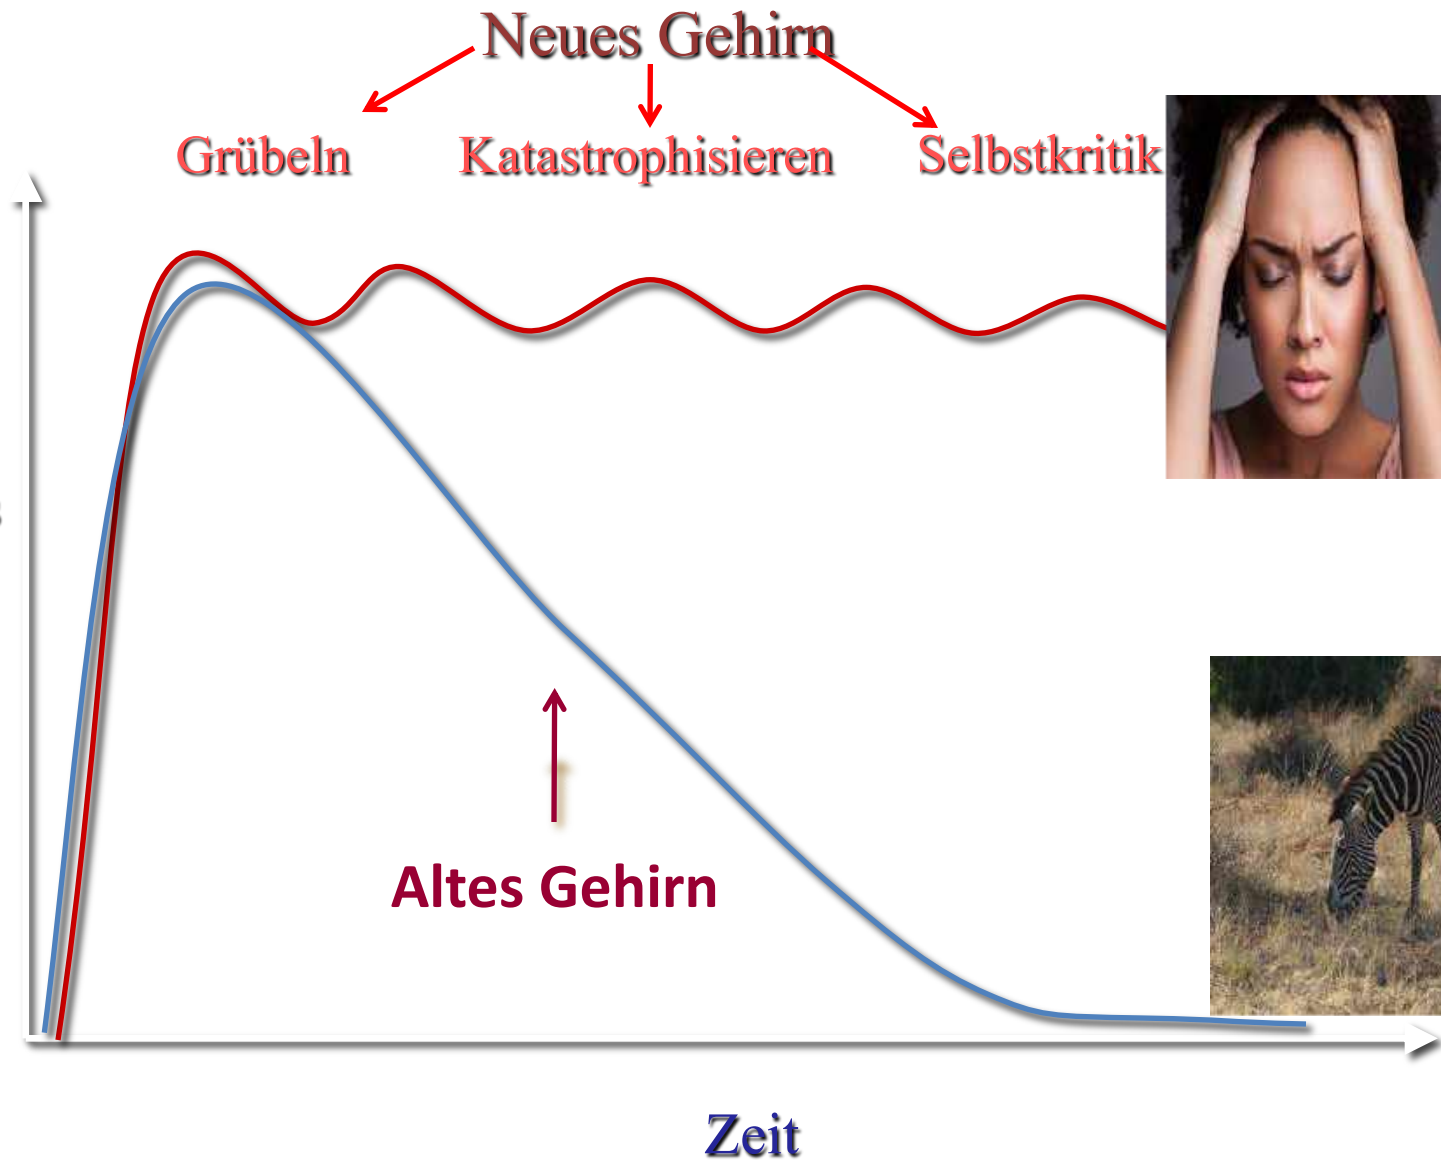 Neues Gehirn
Grübeln Katastrophisieren Selbstkritik
Altes Gehirn
Zeit